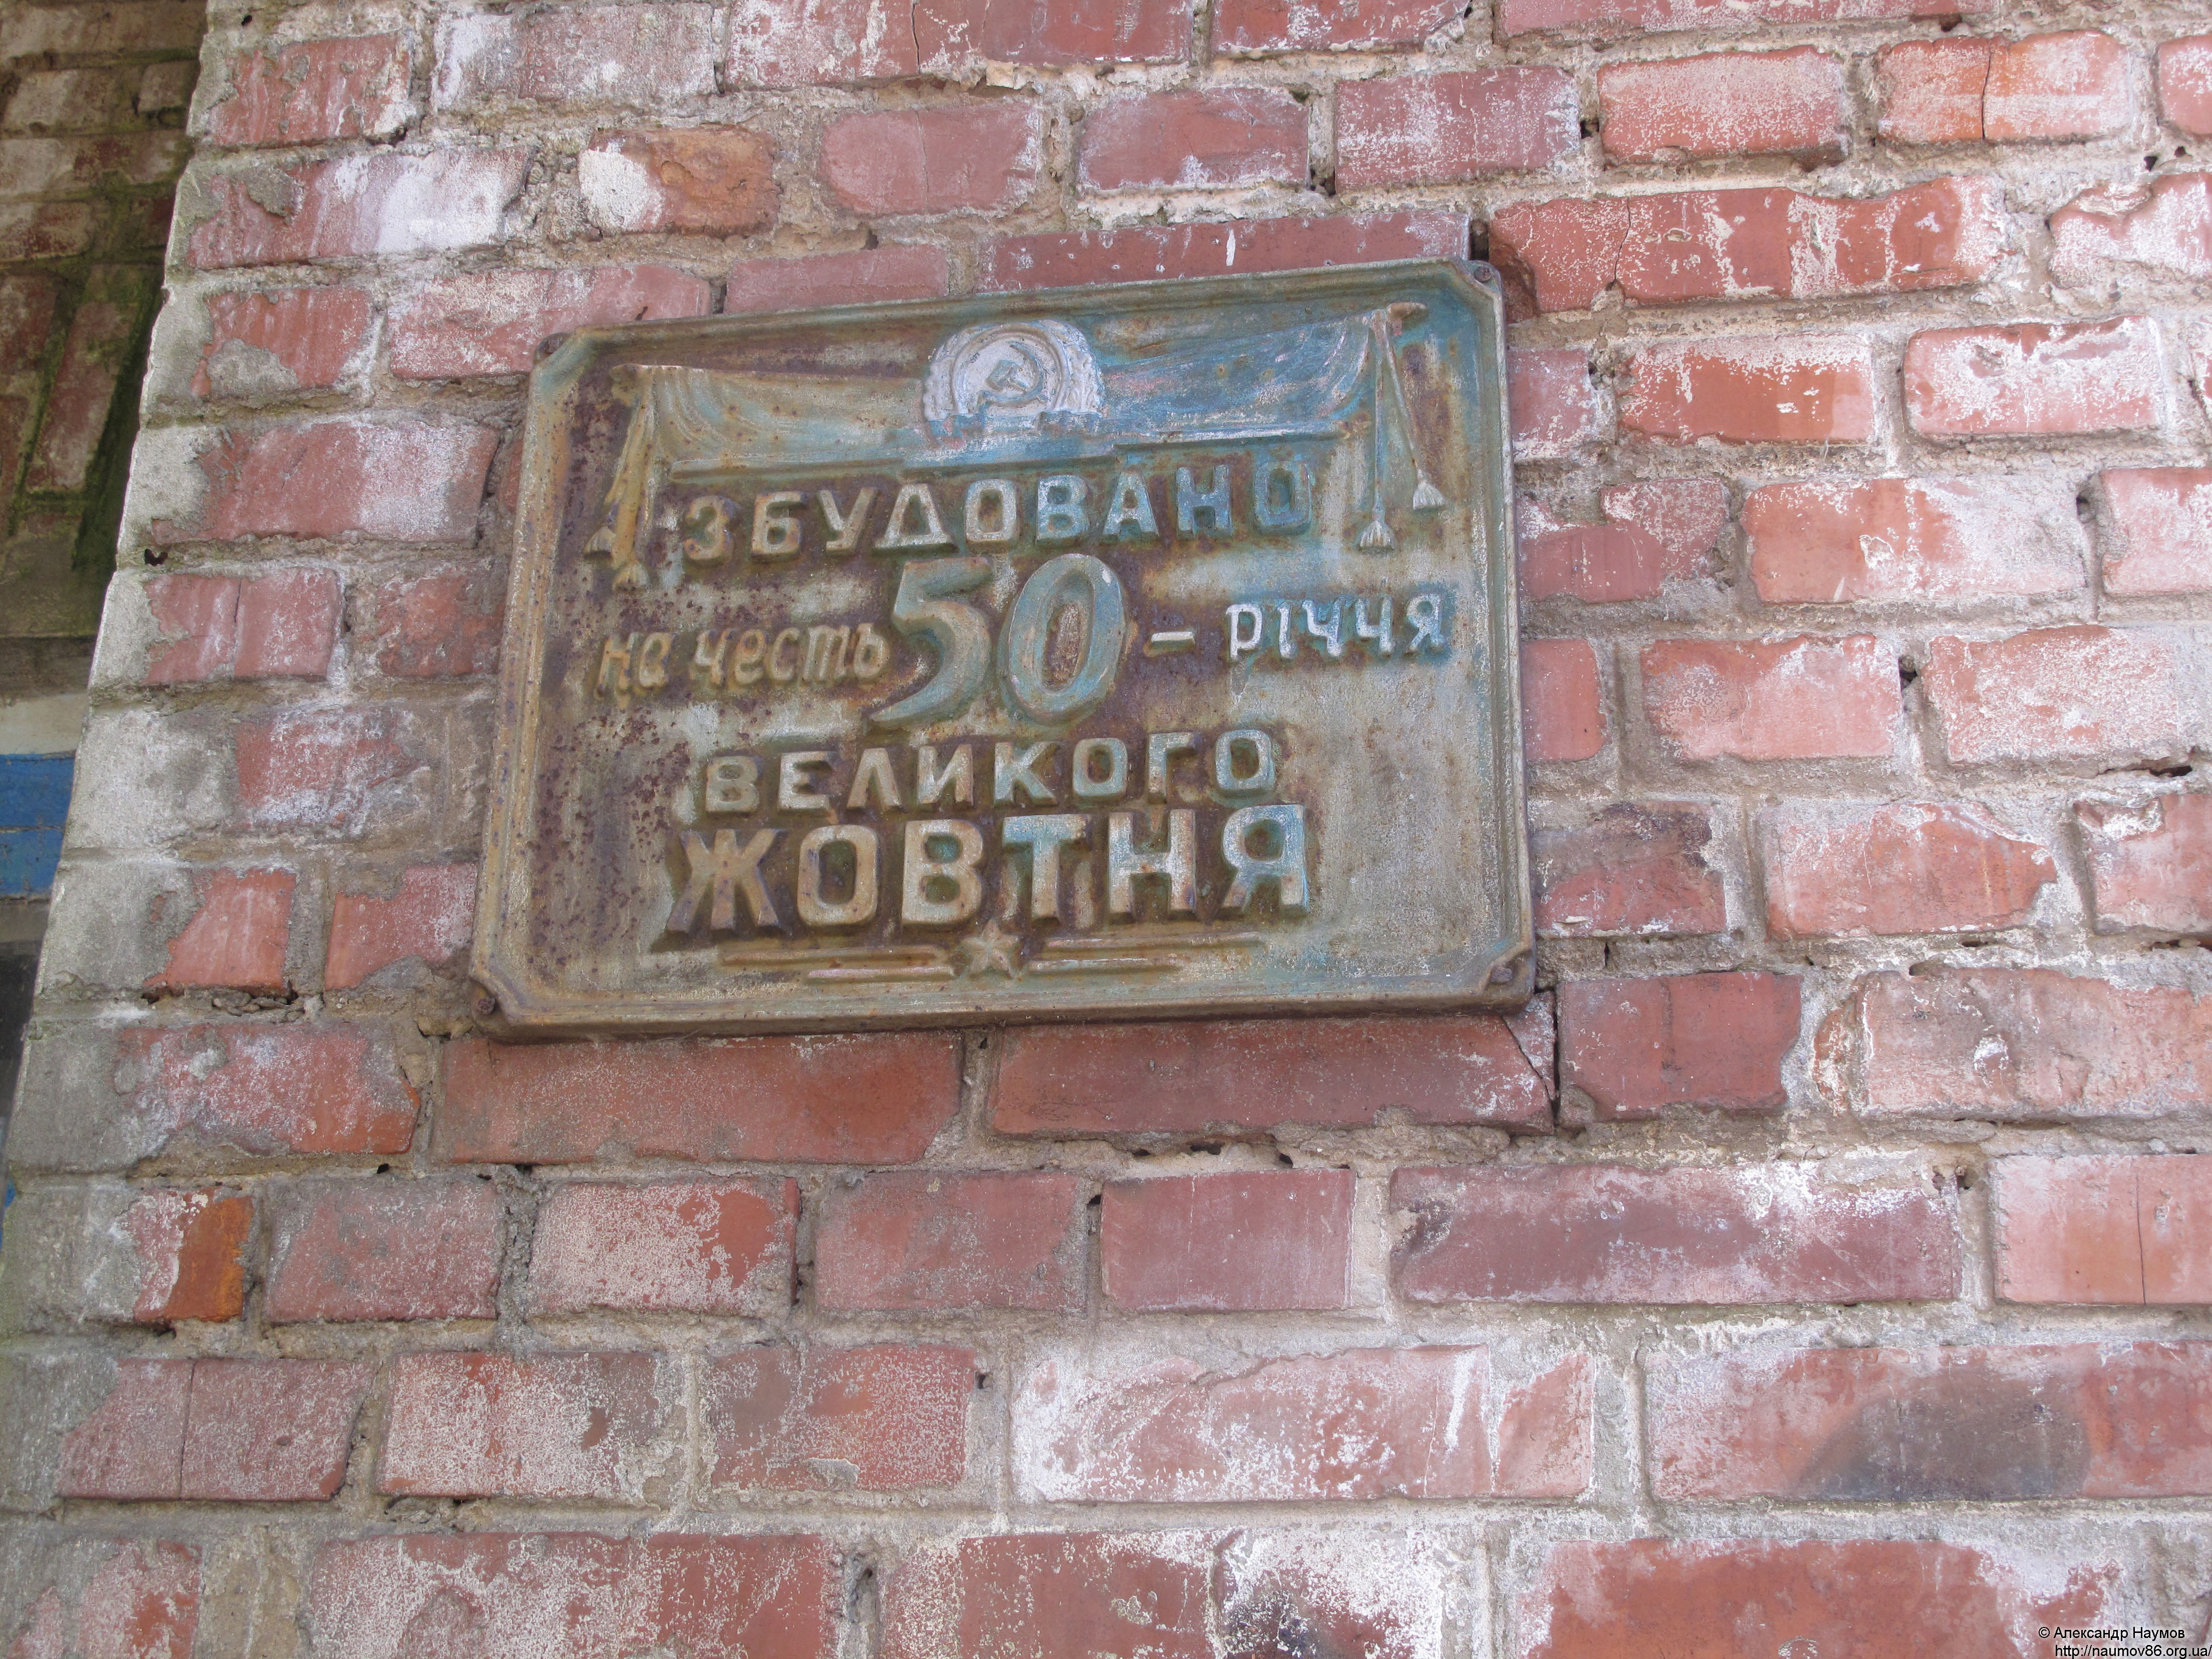 ЗБУДОВАНО
на честь 50 – річчя
ВЕЛИКОГО
ЖОВТНЯ
© Александр Наумов
http://naumov86.org.ua/